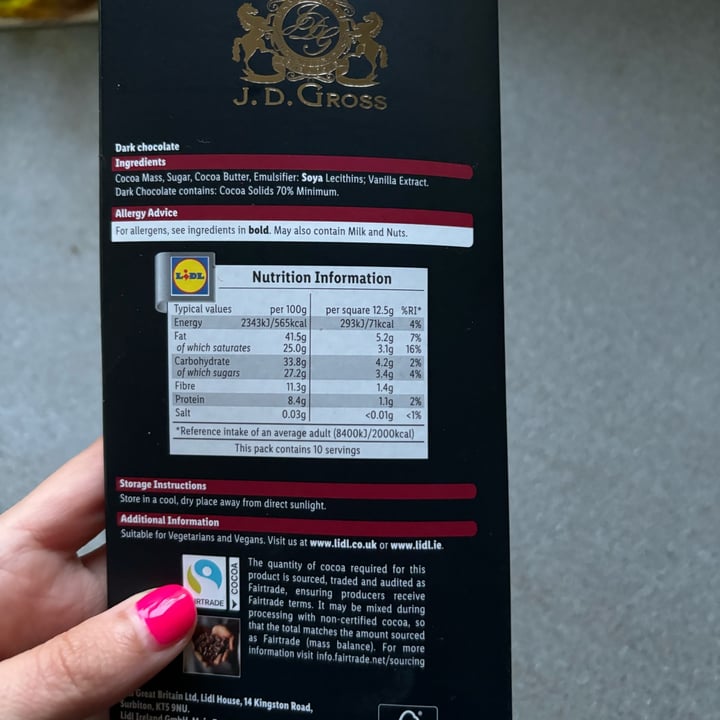 J. D. GROSS
Dark chocolate
Ingredients
Cocoa Mass, Sugar, Cocoa Butter, Emulsifier: Soya Lecithins; Vanilla Extract.
Dark Chocolate contains: Cocoa Solids 70% Minimum.
Allergy Advice
For allergens, see ingredients in bold. May also contain Milk and Nuts.
LIDL
Nutrition Information
Typical values per 100g per square 12.5g %RI*
Energy 2343kJ/565kcal 293kJ/71kcal 4%
Fat 41.5g 5.2g 7%
of which saturates 25.0g 3.1g 16%
Carbohydrate 33.8g 4.2g 2%
of which sugars 27.2g 3.4g 4%
Fibre 11.3g 1.4g
Protein 8.4g 1.1g 2%
Salt 0.03g <0.01g <1%
*Reference intake of an average adult (8400kJ/2000kcal)
This pack contains 10 servings
Storage Instructions
Store in a cool, dry place away from direct sunlight.
Additional Information
Suitable for Vegetarians and Vegans. Visit us at www.lidl.co.uk or www.lidl.ie.
IRTRADE
COCOA
The quantity of cocoa required for this
product is sourced, traded and audited as
Fairtrade, ensuring producers receive
Fairtrade terms. It may be mixed during
processing with non-certified cocoa, so
that the total matches the amount sourced
as Fairtrade (mass balance). For more
information visit info.fairtrade.net/sourcing
Great Britain Ltd, Lidl House, 14 Kingston Road,
Surbiton, KT5 9NU.
Lidl Ireland GmbH, Main